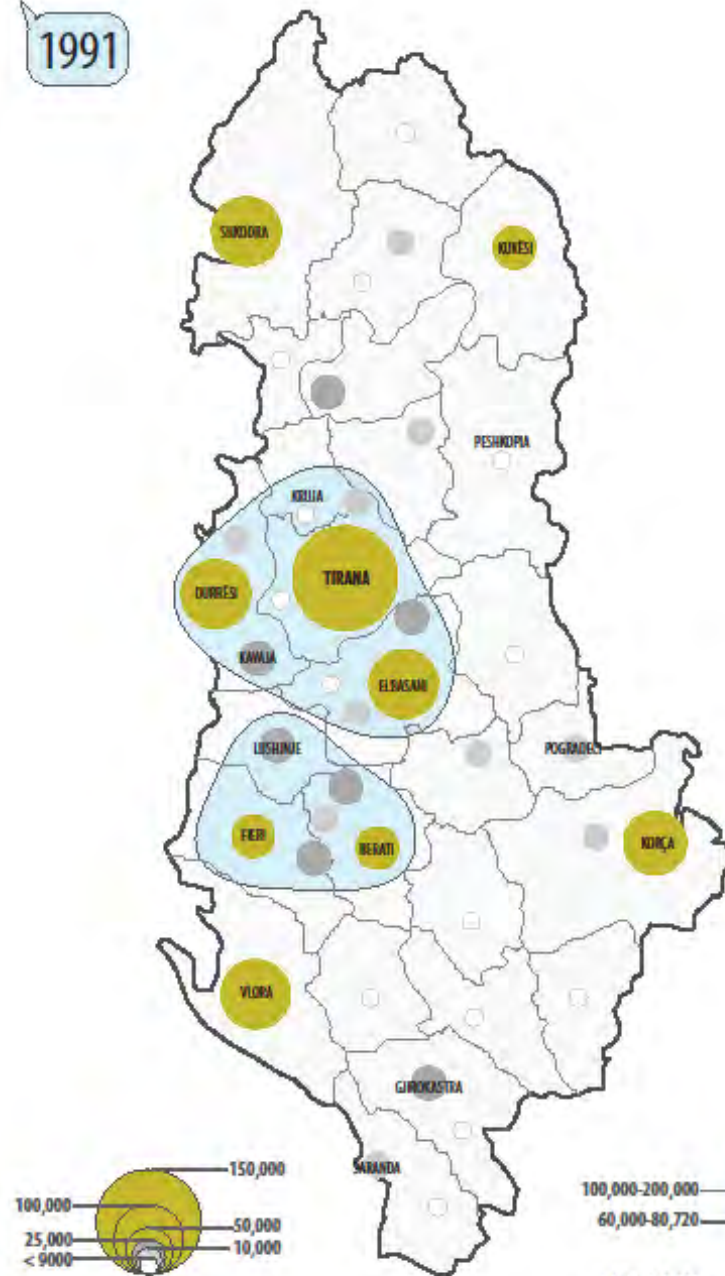 1991
SHKODRA
KUKËSI
PESHKOPIA
KRUJA
TIRANA
DURRËSI
KAVAJA
ELBASANI
LUSHNJE
POGRADECI
FIERI
BERATI
KORÇA
VLORA
GJIROKASTRA
SARANDA
150,000
100,000
50,000
25,000
10,000
< 9000
100,000-200,000
60,000-80,720